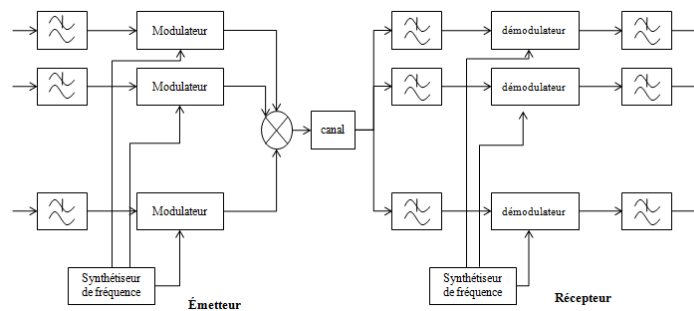 Modulateur
démodulateur
Modulateur
démodulateur
canal
Modulateur
démodulateur
Synthétiseur
de fréquence
Synthétiseur
de fréquence
Émetteur
Récepteur